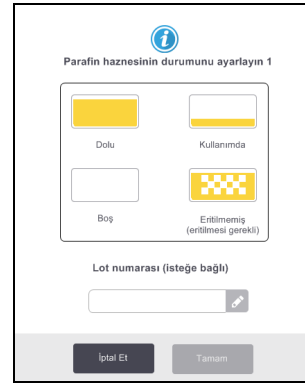 Parafin haznesinin durumunu ayarlayın 1
Dolu
Kullanımda
Boş
Eritilmemiş
(eritilmesi gerekli)
Lot numarası (isteğe bağlı)
İptal Et
Tamam